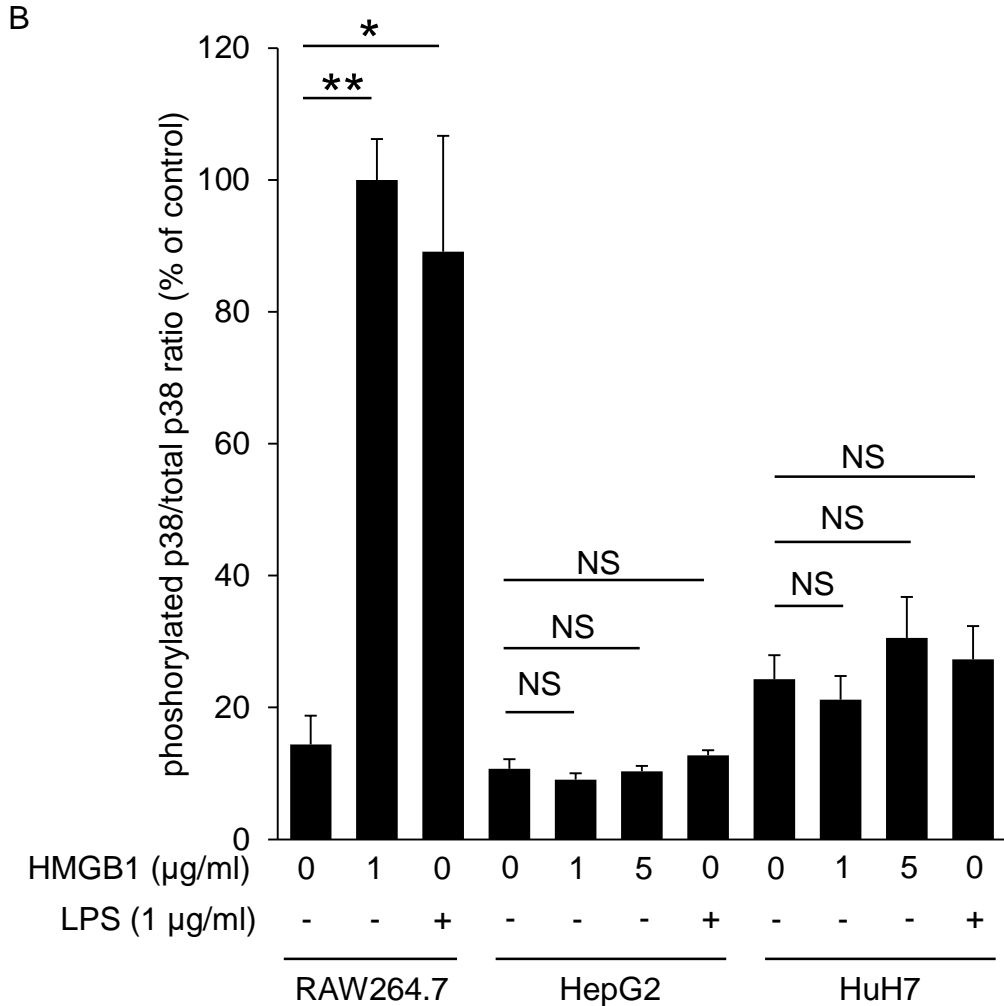 B
phoshorylated p38/total p38 ratio (% of control)
120
100
80
60
40
20
0
*
**
NS
NS
NS
NS
NS
NS
HMGB1 (µg/ml) 0 1 0 0 1 5 0 0 1 5 0
LPS (1 µg/ml) - - + - - - + - - - +
RAW264.7 HepG2 HuH7